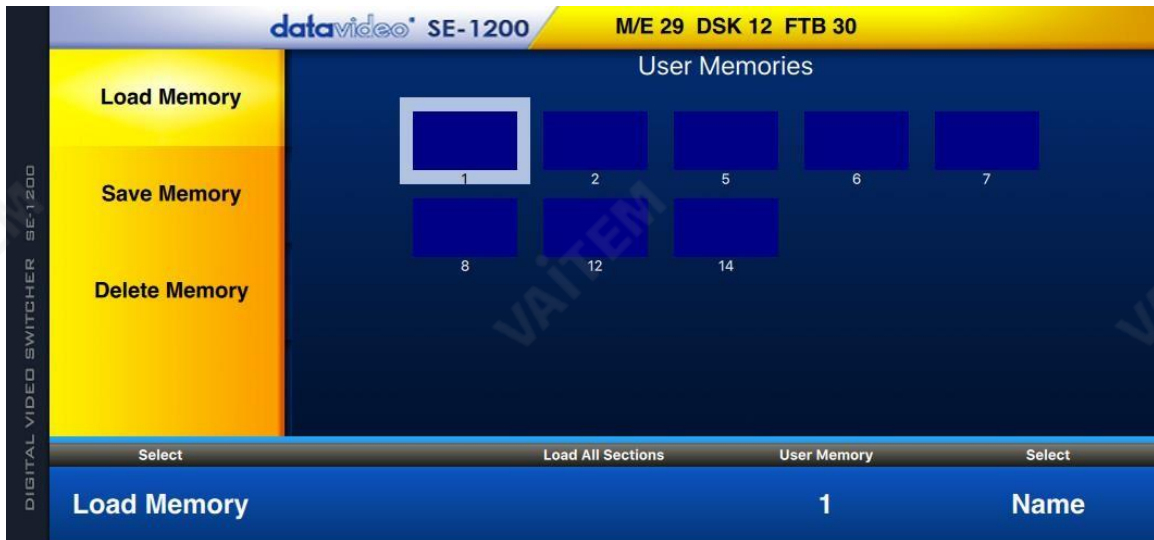 datavideo SE-1200
M/E 29 DSK 12 FTB 30
User Memories
Load Memory
Save Memory
Delete Memory
1 2 5 6 7
8 12 14
DIGITAL VIDEO SWITCHER SE-1200
VAITEM
Select Load All Sections User Memory Select
Load Memory 1 Name